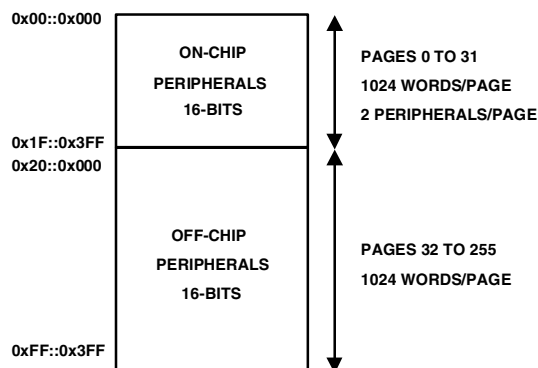 0x00::0x000
ON-CHIP
PERIPHERALS
16-BITS
PAGES 0 TO 31
1024 WORDS/PAGE
2 PERIPHERALS/PAGE
0x1F::0x3FF
0x20::0x000
OFF-CHIP
PERIPHERALS
16-BITS
PAGES 32 TO 255
1024 WORDS/PAGE
0xFF::0x3FF